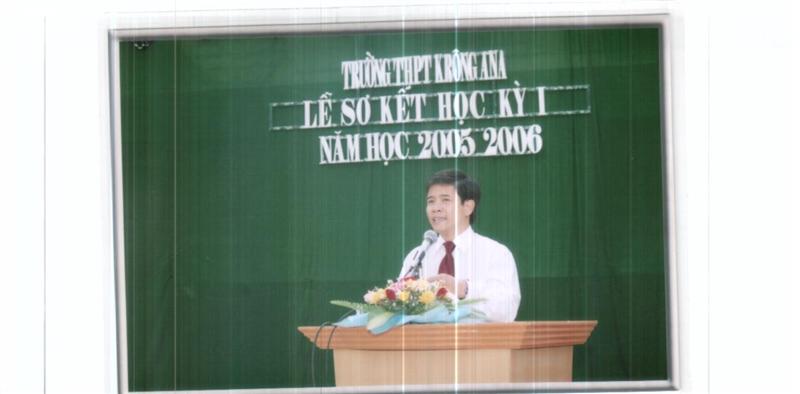 TRƯỜNG THPT KRÔNG ANA
LỄ SƠ KẾT HỌC KỲ I
NĂM HỌC 2005 2006